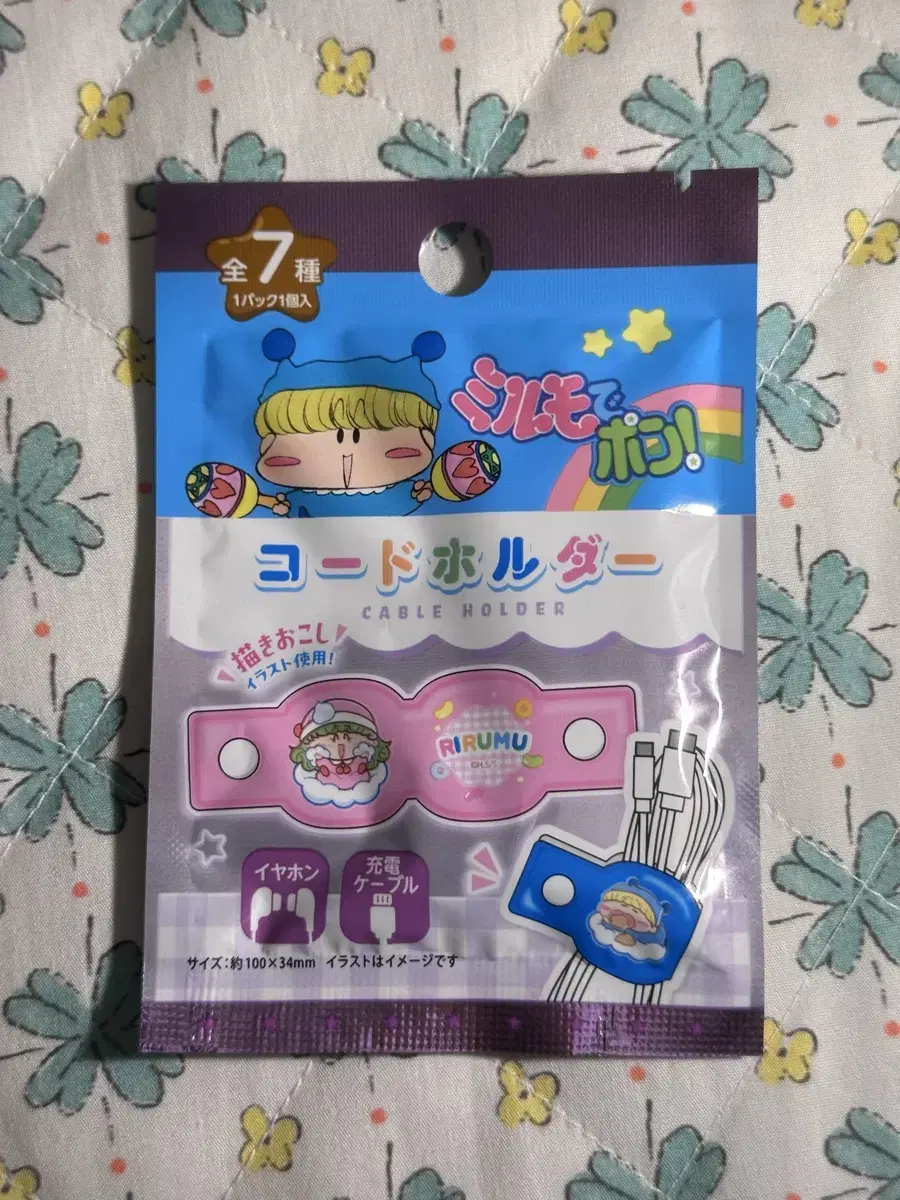 全7種
1パック1個入
ミルモで
ポン!
コードホルダー
CABLE HOLDER
描きおこし
イラスト使用!
RIRUMU
©H.S/S
イヤホン
充電
ケーブル
サイズ:約100×34mm イラストはイメージです